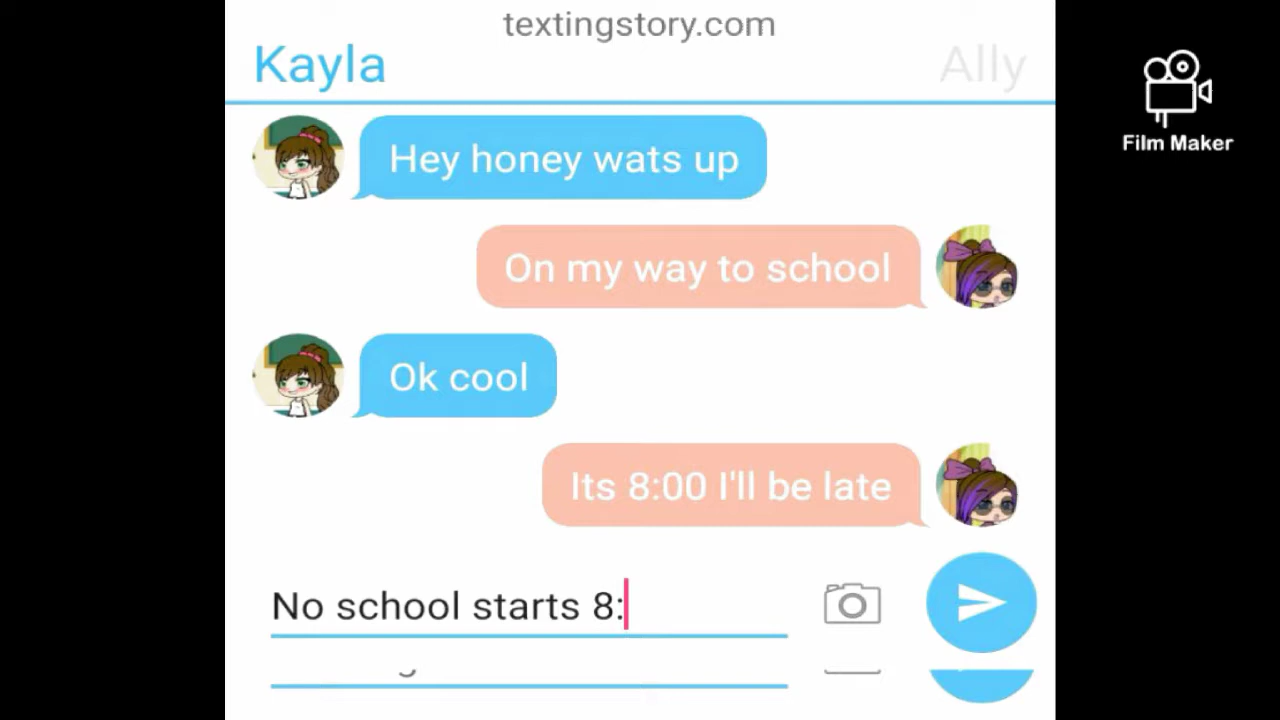 textingstory.com
Kayla
Ally
Film Maker
Hey honey wats up
On my way to school
Ok cool
Its 8:00 I'll be late
No school starts 8: